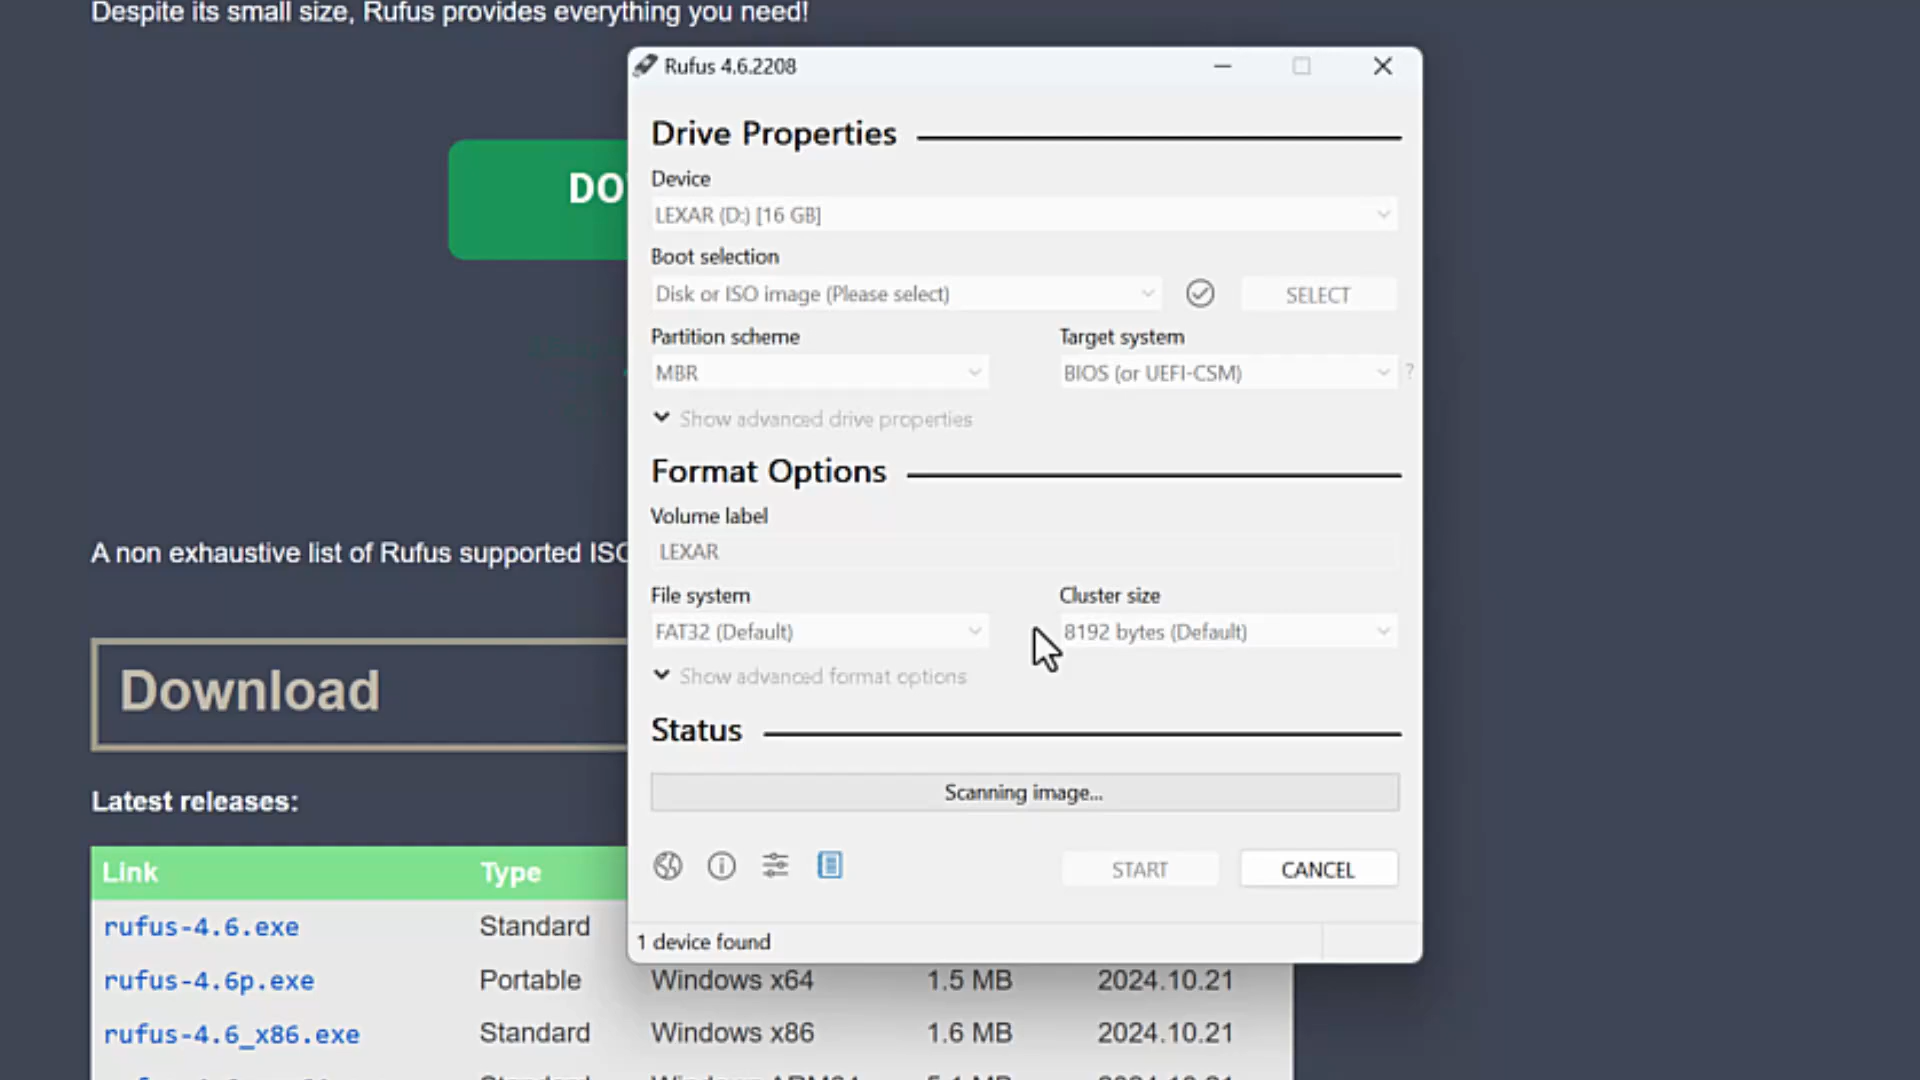 Despite its small size, Rufus provides everything you need!
Rufus 4.6.2208
Drive Properties
Device
DO
LEXAR (D:) [16 GB]
Boot selection
Disk or ISO image (Please select)
SELECT
Partition scheme
Target system
MBR
BIOS (or UEFI-CSM)
?
Show advanced drive properties
Format Options
Volume label
LEXAR
A non exhaustive list of Rufus supported ISO
File system
Cluster size
FAT32 (Default)
8192 bytes (Default)
Show advanced format options
Download
Status
Scanning image...
Latest releases:
START
CANCEL
Link Type
rufus-4.6.exe Standard
1 device found
rufus-4.6p.exe Portable Windows x64 1.5 MB 2024.10.21
rufus-4.6_x86.exe Standard Windows x86 1.6 MB 2024.10.21